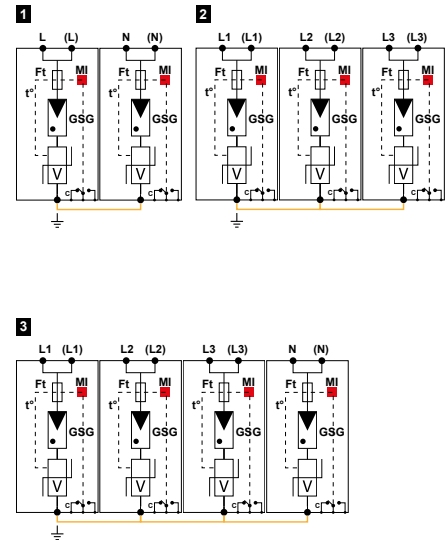 1
L (L) N (N)
Ft MI Ft MI
t° t°
GSG GSG
V V
C C
2
L1 (L1) L2 (L2) L3 (L3)
Ft MI Ft MI Ft MI
t° t° t°
GSG GSG GSG
V V V
C C C
3
L1 (L1) L2 (L2) L3 (L3) N (N)
Ft MI Ft MI Ft MI Ft MI
t° t° t° t°
GSG GSG GSG GSG
V V V V
C C C C